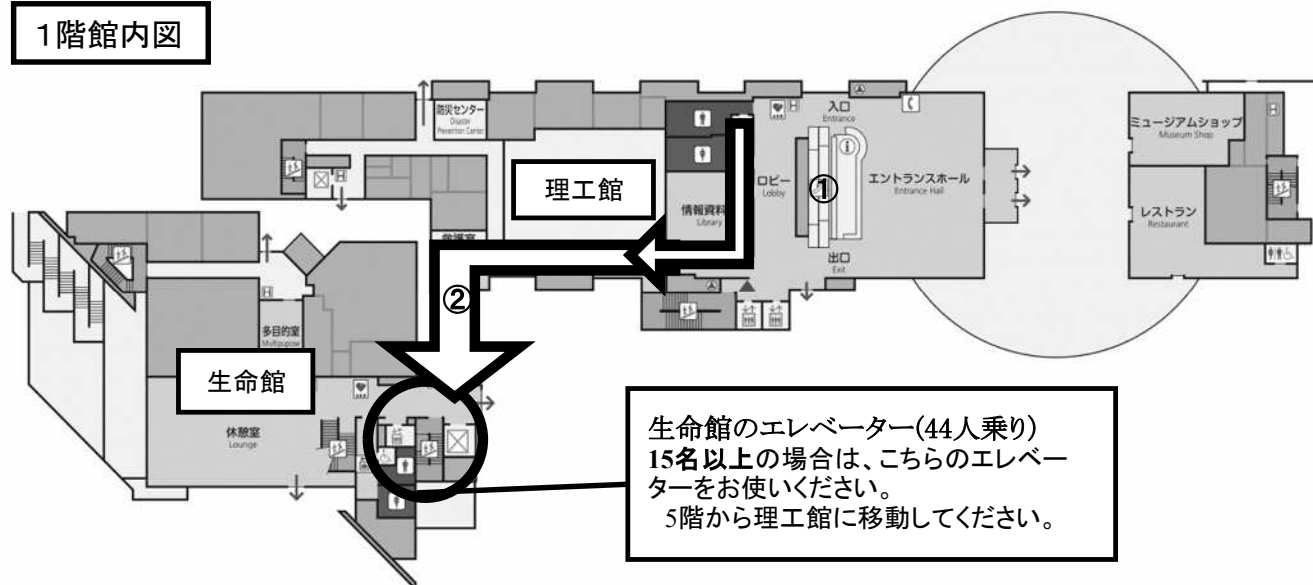 1階館内図
防災センター
Disaster
Prevention Center
入口
Entrance
ミュージアムショップ
Museum Shop
理工館
ロビー
Lobby
①
エントランスホール
Entrance Hall
情報資料
Library
レストラン
Restaurant
出口
Exit
②
多目的室
Multipupose
生命館
休憩室
Lounge
生命館のエレベーター(44人乗り)
15名以上の場合は、こちらのエレベー
ターをお使いください。
5階から理工館に移動してください。